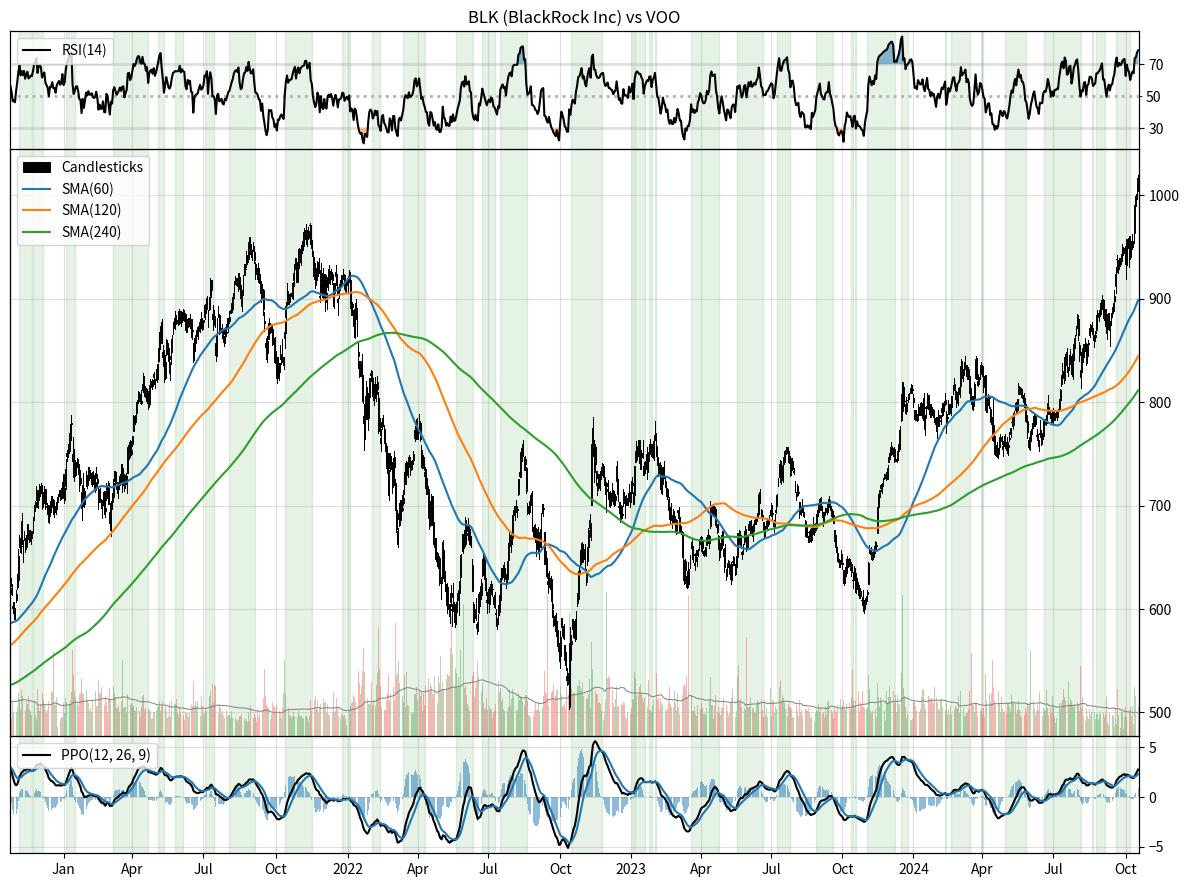 BLK (BlackRock Inc) vs VOO
RSI(14)
70
50
30
Candlesticks
SMA(60)
SMA(120)
SMA(240)
1000
900
800
700
600
500
PPO(12, 26, 9)
5
0
−5
Jan Apr Jul Oct 2022 Apr Jul Oct 2023 Apr Jul Oct 2024 Apr Jul Oct